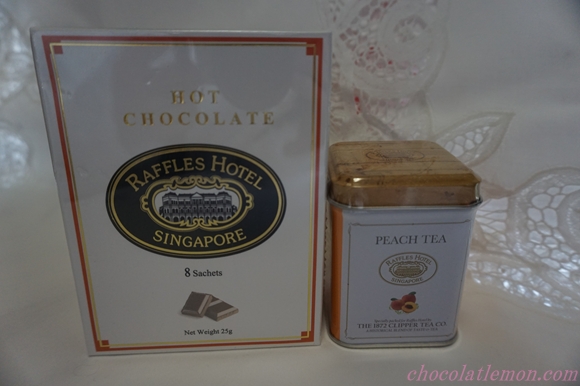 HOT
CHOCOLATE
RAFFLES HOTEL
SINGAPORE
8 Sachets
Net Weight 25g
PEACH TEA
RAFFLES HOTEL
SINGAPORE
THE 1872 CLIPPER TEA CO.
chocolatlemon.com